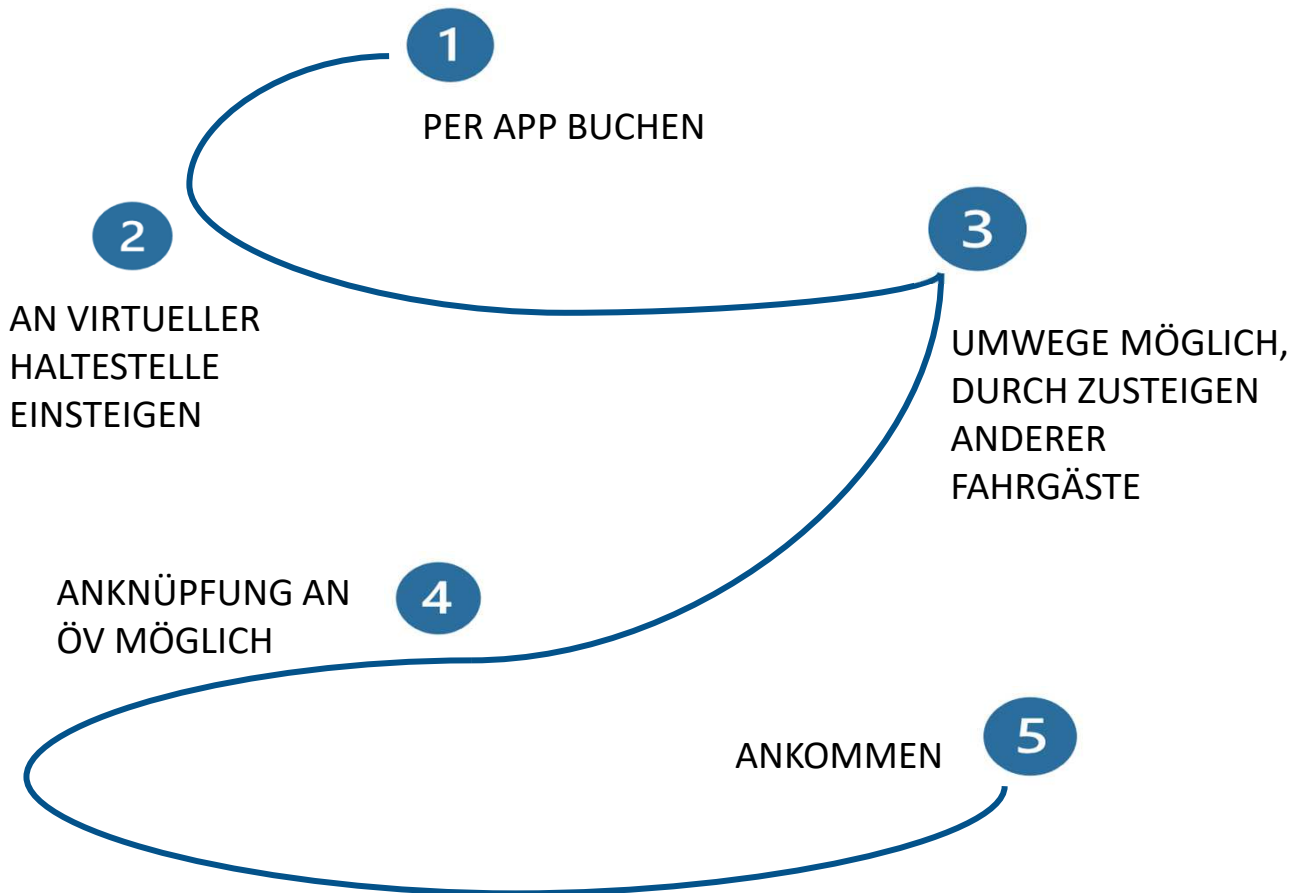 1
PER APP BUCHEN
2
AN VIRTUELLER
HALTESTELLE
EINSTEIGEN
3
UMWEGE MÖGLICH,
DURCH ZUSTEIGEN
ANDERER
FAHRGÄSTE
4
ANKNÜPFUNG AN
ÖV MÖGLICH
5
ANKOMMEN